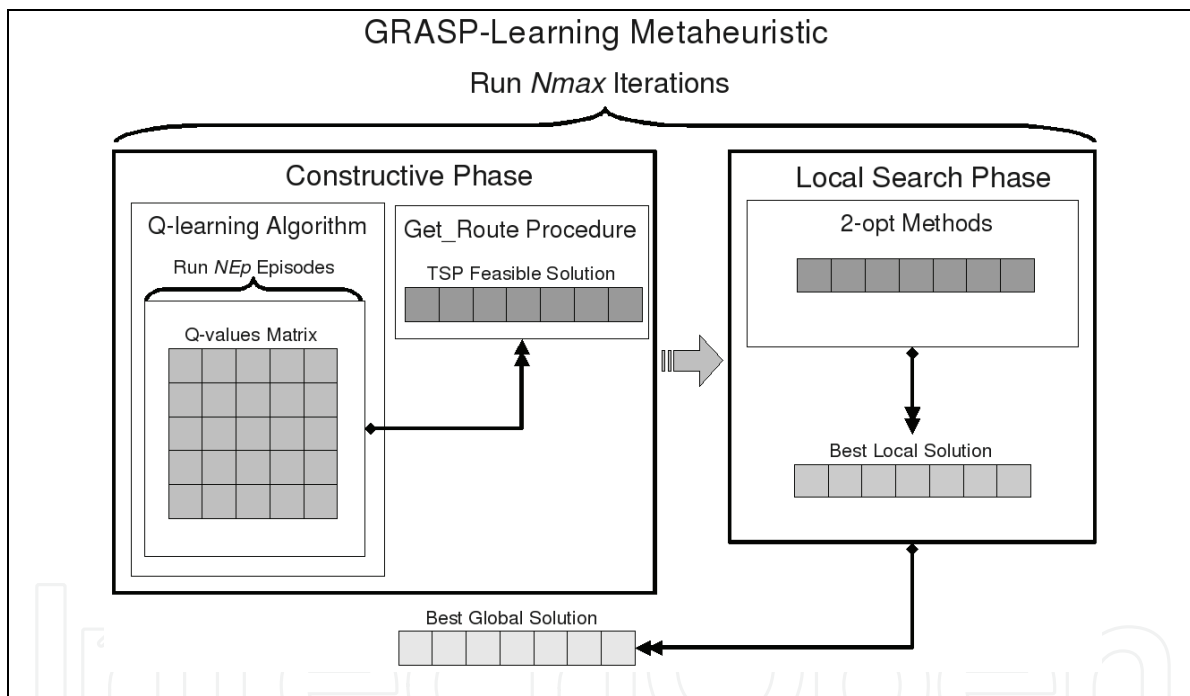 GRASP-Learning Metaheuristic
Run Nmax Iterations
Constructive Phase
Q-learning Algorithm
Run NEp Episodes
Q-values Matrix
Get_Route Procedure
TSP Feasible Solution
Local Search Phase
2-opt Methods
Best Local Solution
Best Global Solution